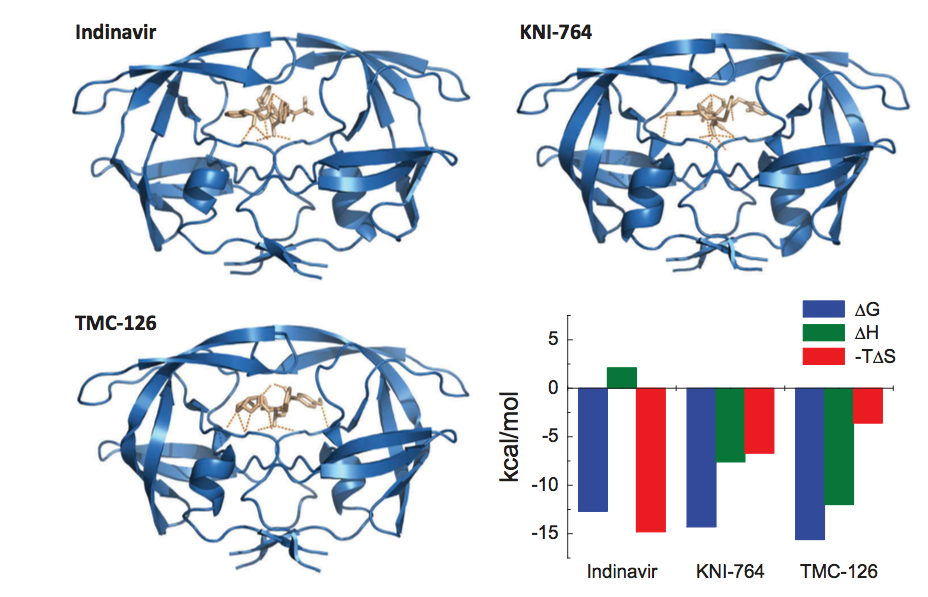 Indinavir
KNI-764
TMC-126
ΔG
ΔH
-TΔS
kcal/mol
5
0
-5
-10
-15
Indinavir
KNI-764
TMC-126